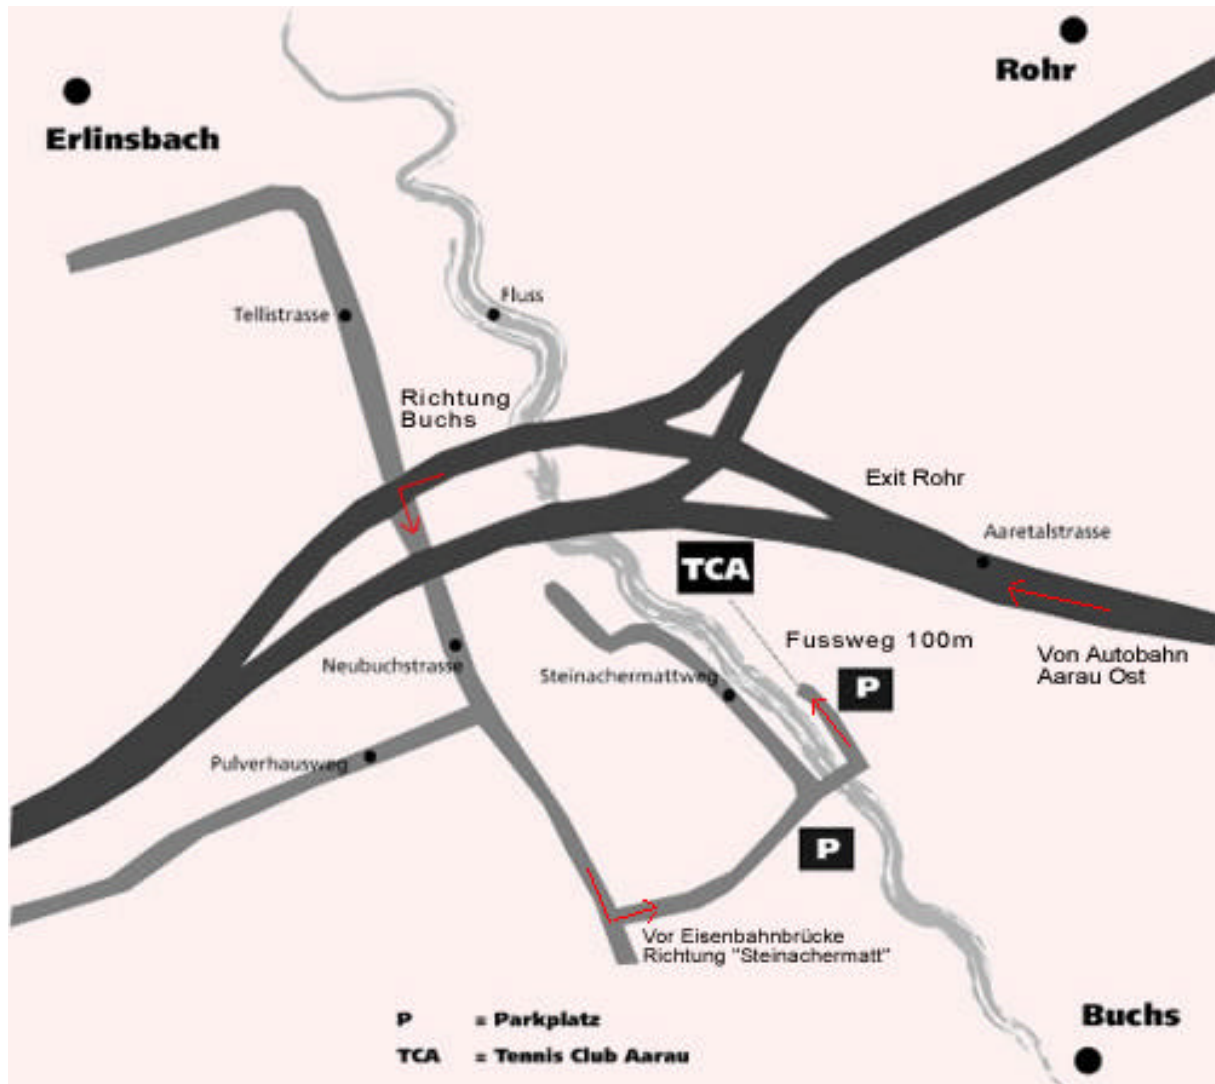 Rohr
Erlinsbach
Fluss
Tellistrasse
Richtung
Buchs
Exit Rohr
Aaretalstrasse
TCA
Fussweg 100m
Neubuchstrasse
Steinachermattweg
P
Von Autobahn
Aarau Ost
Pulverhausweg
P
Vor Eisenbahnbrücke
Richtung "Steinachermatt"
P = Parkplatz
TCA = Tennis Club Aarau
Buchs